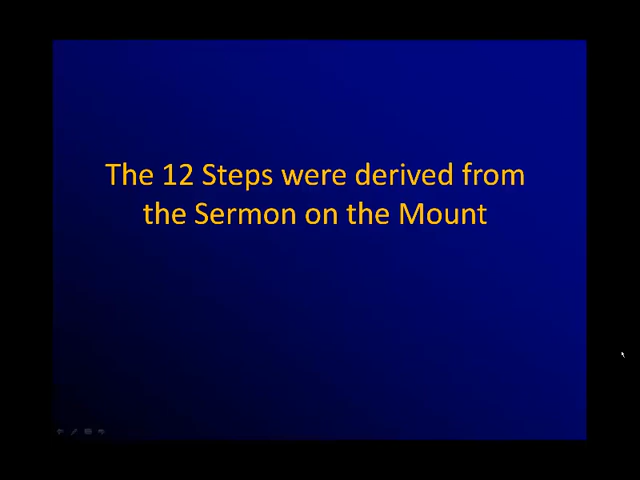 The 12 Steps were derived from
the Sermon on the Mount